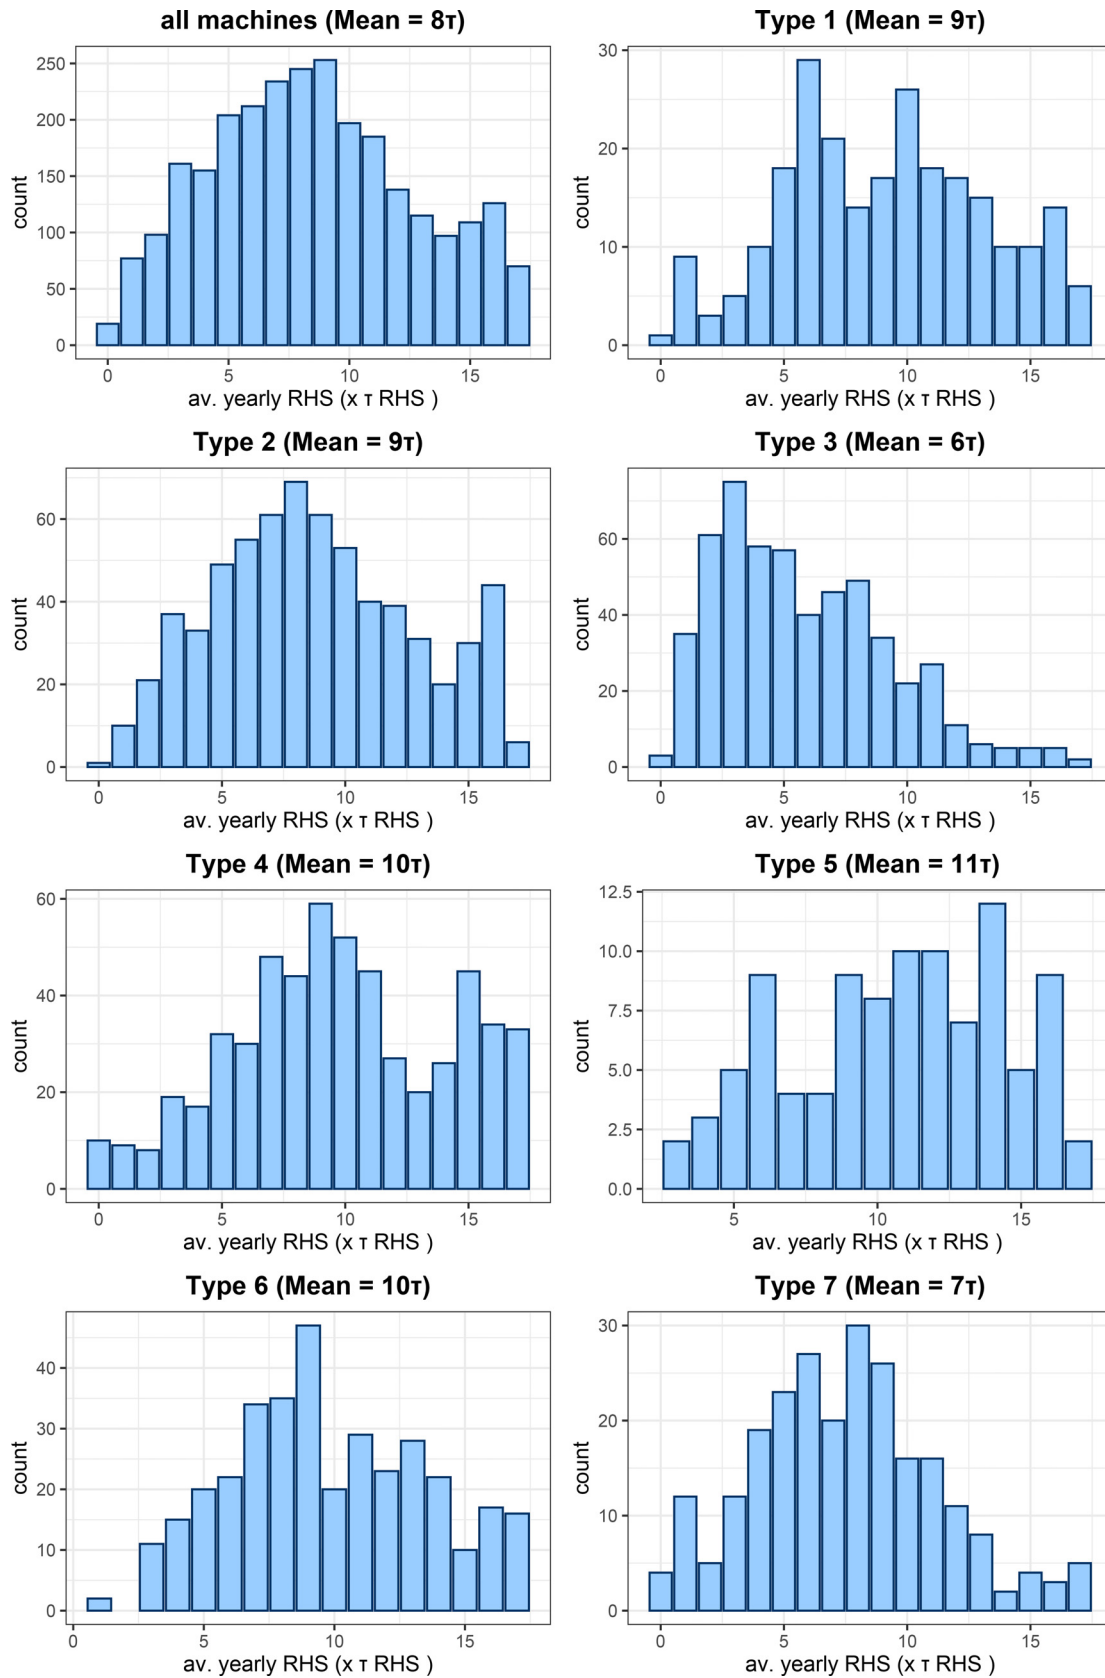 all machines (Mean = 8τ)
250
200
150
100
50
0
count
0 5 10 15
av. yearly RHS (x τ RHS )
Type 1 (Mean = 9τ)
30
20
10
0
count
0 5 10 15
av. yearly RHS (x τ RHS )
Type 2 (Mean = 9τ)
60
40
20
0
count
0 5 10 15
av. yearly RHS (x τ RHS )
Type 3 (Mean = 6τ)
60
40
20
0
count
0 5 10 15
av. yearly RHS (x τ RHS )
Type 4 (Mean = 10τ)
60
40
20
0
count
0 5 10 15
av. yearly RHS (x τ RHS )
Type 5 (Mean = 11τ)
12.5
10.0
7.5
5.0
2.5
0.0
count
5 10 15
av. yearly RHS (x τ RHS )
Type 6 (Mean = 10τ)
40
30
20
10
0
count
0 5 10 15
av. yearly RHS (x τ RHS )
Type 7 (Mean = 7τ)
30
20
10
0
count
0 5 10 15
av. yearly RHS (x τ RHS )